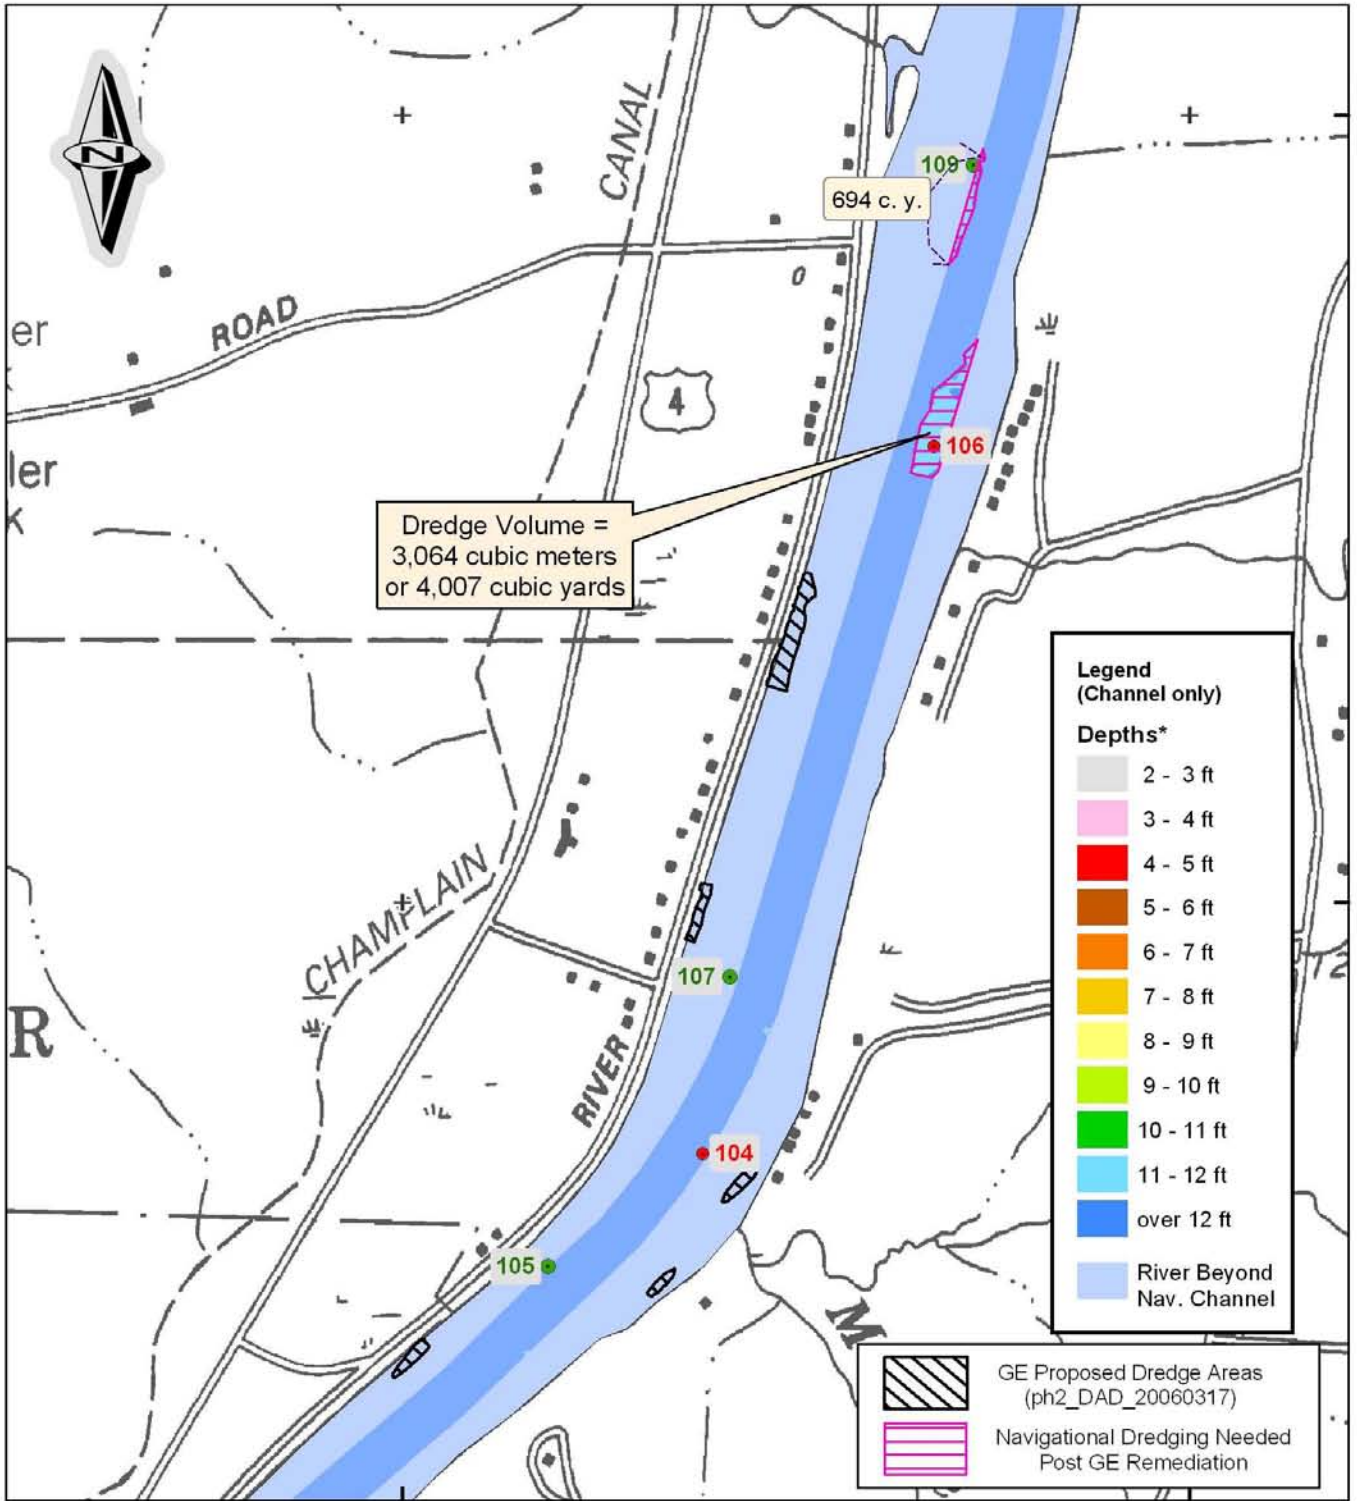 N
CANAL
109
694 c. y.
ROAD
er
4
106
ler
Dredge Volume =
3,064 cubic meters
or 4,007 cubic yards
Legend
(Channel only)
Depths*
2 - 3 ft
3 - 4 ft
4 - 5 ft
5 - 6 ft
6 - 7 ft
7 - 8 ft
8 - 9 ft
9 - 10 ft
10 - 11 ft
11 - 12 ft
over 12 ft
River Beyond
Nav. Channel
CHAMPLAIN
107
R
RIVER
104
105
M
GE Proposed Dredge Areas
(ph2_DAD_20060317)
Navigational Dredging Needed
Post GE Remediation